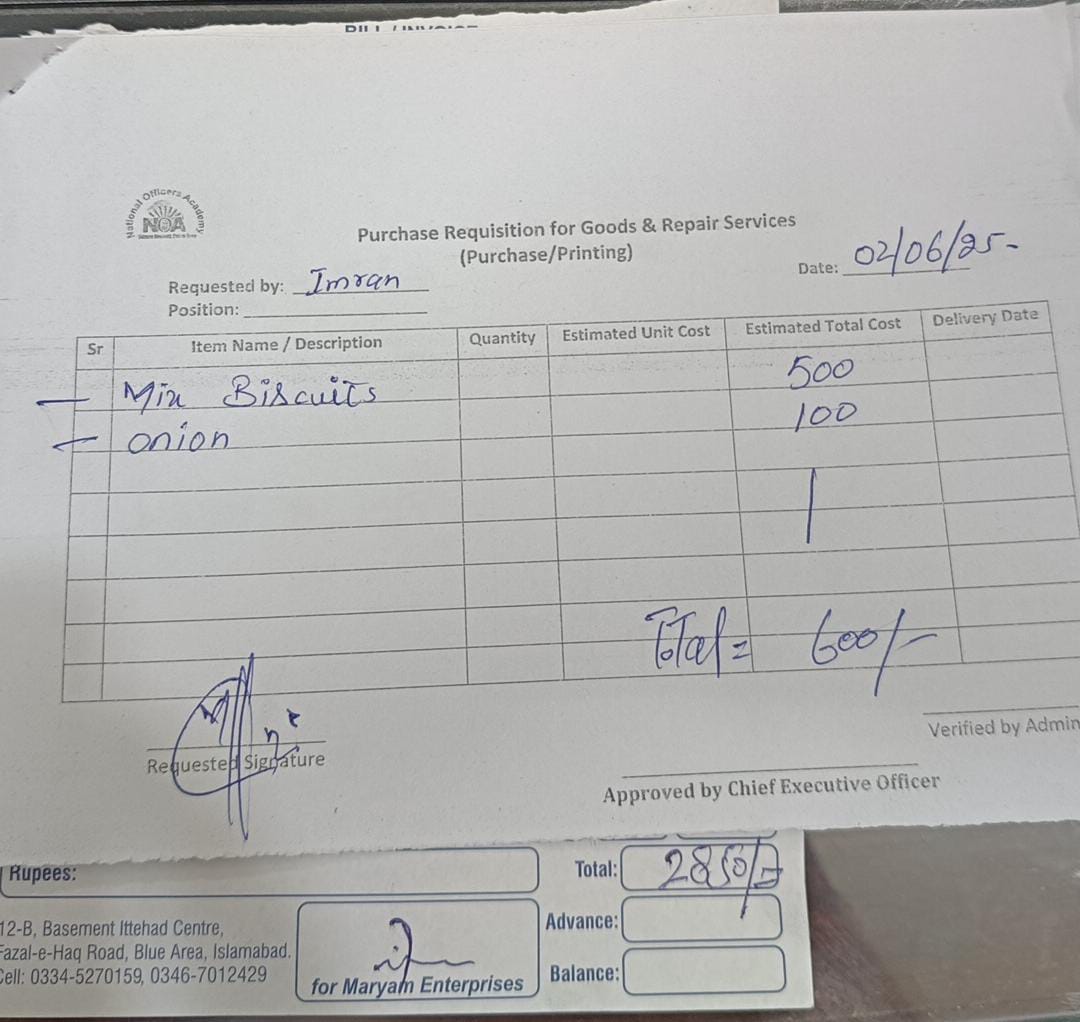 National Officers Academy
NOA
Purchase Requisition for Goods & Repair Services
(Purchase/Printing)
Date: 02/06/25-
Requested by: Imran
Position:
Sr Item Name / Description Quantity Estimated Unit Cost Estimated Total Cost Delivery Date
Mix Biscuits 500
onion 100
Total = 600/-
Requested Signature
Verified by Admin
Approved by Chief Executive Officer
Rupees:
Total: 2850/=
12-B, Basement Ittehad Centre,
Fazal-e-Haq Road, Blue Area, Islamabad.
Cell: 0334-5270159, 0346-7012429
for Maryam Enterprises
Advance:
Balance: